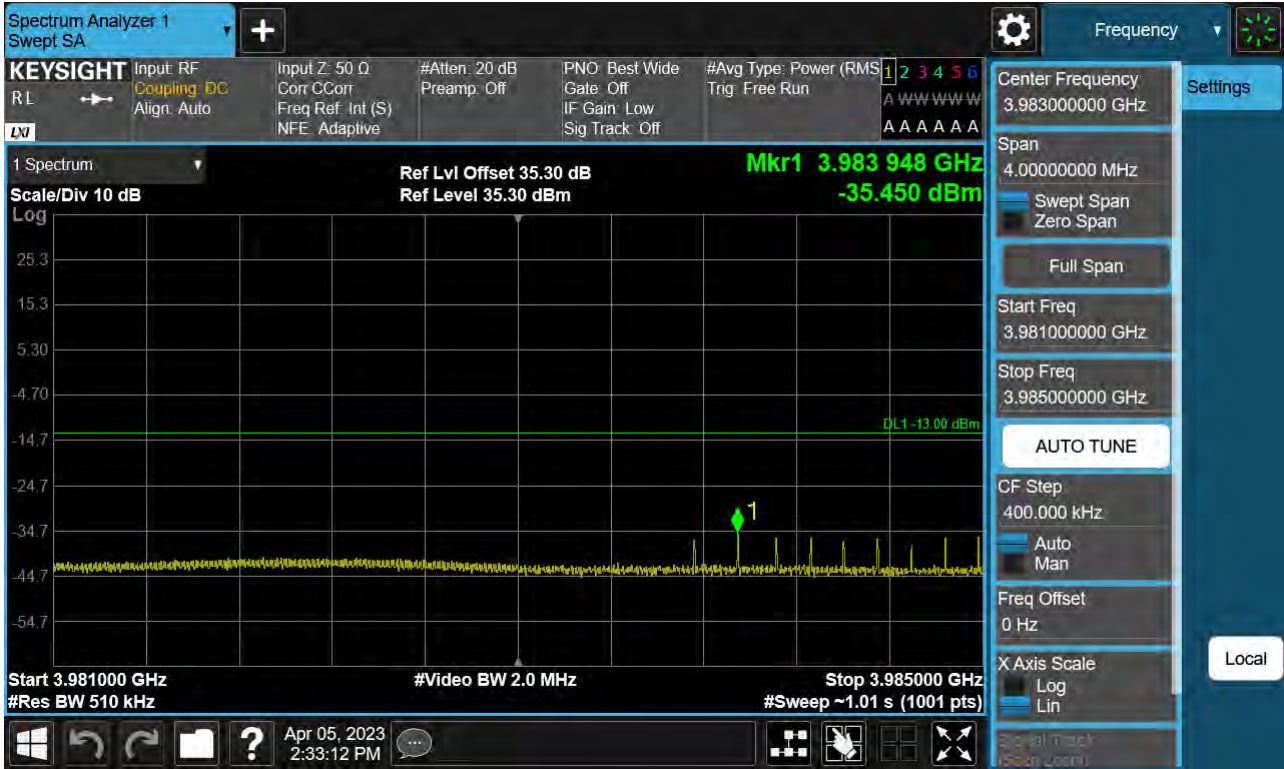 Spectrum Analyzer 1
Swept SA
Frequency
KEYSIGHT
R L
LXI
Input: RF
Coupling: DC
Align: Auto
Input Z: 50 Ω
Corr CCorr
Freq Ref: Int (S)
NFE: Adaptive
#Atten: 20 dB
Preamp: Off
PNO: Best Wide
Gate: Off
IF Gain: Low
Sig Track: Off
#Avg Type: Power (RMS
Trig: Free Run
1 2 3 4 5 6
A W W W W W
A A A A A A
1 Spectrum
Scale/Div 10 dB
Log
Ref Lvl Offset 35.30 dB
Ref Level 35.30 dBm
Mkr1 3.983 948 GHz
-35.450 dBm
25.3
15.3
5.30
-4.70
DL1 -13.00 dBm
-14.7
-24.7
1
-34.7
-44.7
-54.7
Start 3.981000 GHz
#Video BW 2.0 MHz
Stop 3.985000 GHz
#Res BW 510 kHz
#Sweep ~1.01 s (1001 pts)
Center Frequency
3.983000000 GHz
Settings
Span
4.00000000 MHz
Swept Span
Zero Span
Full Span
Start Freq
3.981000000 GHz
Stop Freq
3.985000000 GHz
AUTO TUNE
CF Step
400.000 kHz
Auto
Man
Freq Offset
0 Hz
X Axis Scale
Log
Lin
Local
Signal Track
(Span Zoom)
?
Apr 05, 2023
2:33:12 PM